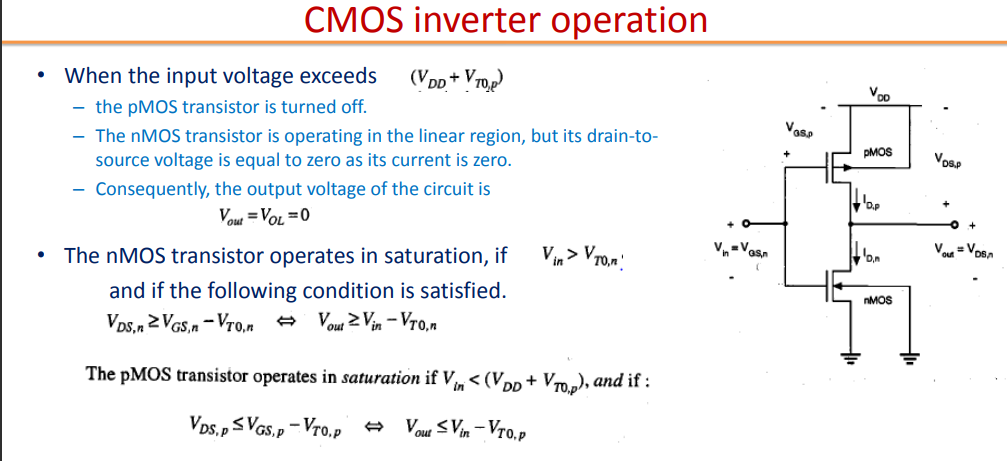 CMOS inverter operation
• When the input voltage exceeds (V_DD + V_T0,p)
– the pMOS transistor is turned off.
– The nMOS transistor is operating in the linear region, but its drain-to-
source voltage is equal to zero as its current is zero.
– Consequently, the output voltage of the circuit is
V_out = V_OL = 0
• The nMOS transistor operates in saturation, if V_in > V_T0,n
and if the following condition is satisfied.
V_DS,n ≥ V_GS,n − V_T0,n ⇔ V_out ≥ V_in − V_T0,n
The pMOS transistor operates in saturation if V_in < (V_DD + V_T0,p), and if :
V_DS,p ≤ V_GS,p − V_T0,p ⇔ V_out ≤ V_in − V_T0,p
V_DD
-
-
V_GS,p
+
pMOS
V_DS,p
I_D,p
+
+
+
V_in = V_GS,n
-
I_D,n
V_out = V_DS,n
-
nMOS